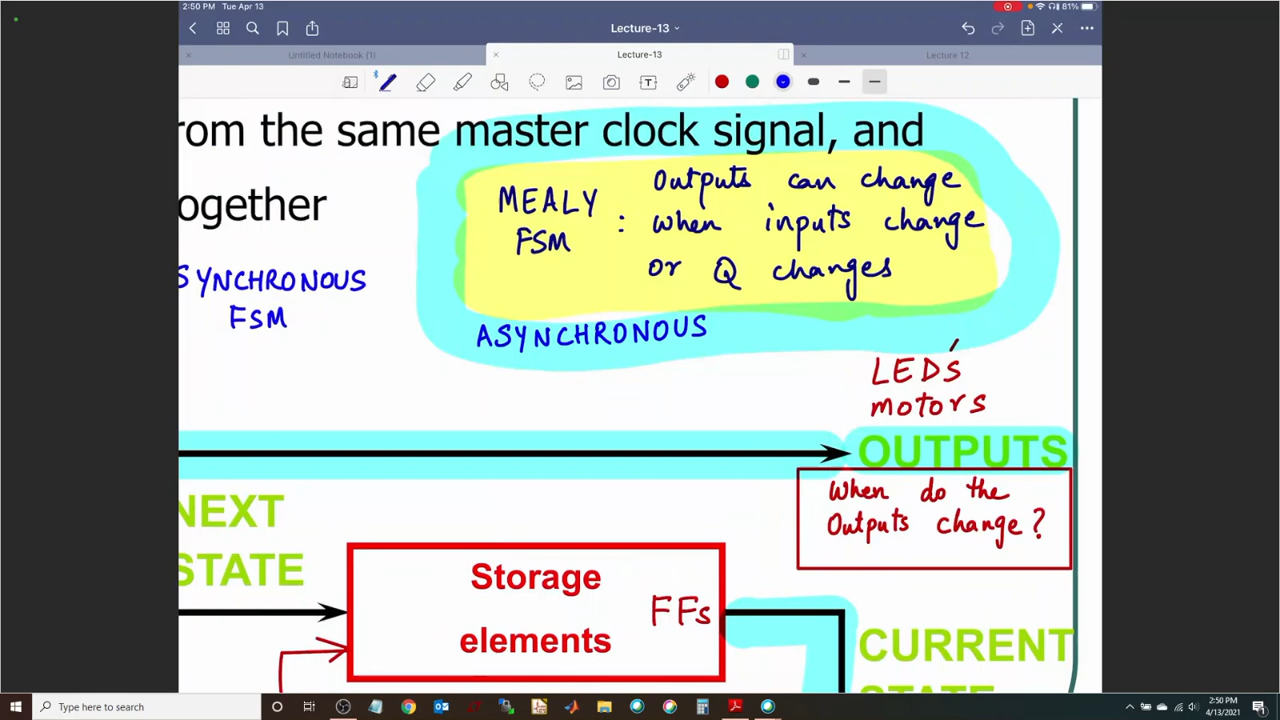 2:50 PM Tue Apr 13
81%
Lecture-13
Untitled Notebook (1)
Lecture-13
Lecture 12
rom the same master clock signal, and
ogether
MEALY FSM : Outputs can change
when inputs change
or Q changes
SYNCHRONOUS
FSM
ASYNCHRONOUS
LED's
motors
OUTPUTS
When do the
Outputs change?
NEXT
STATE
Storage
elements
FFs
CURRENT
STATE
Type here to search
2:50 PM
4/13/2021